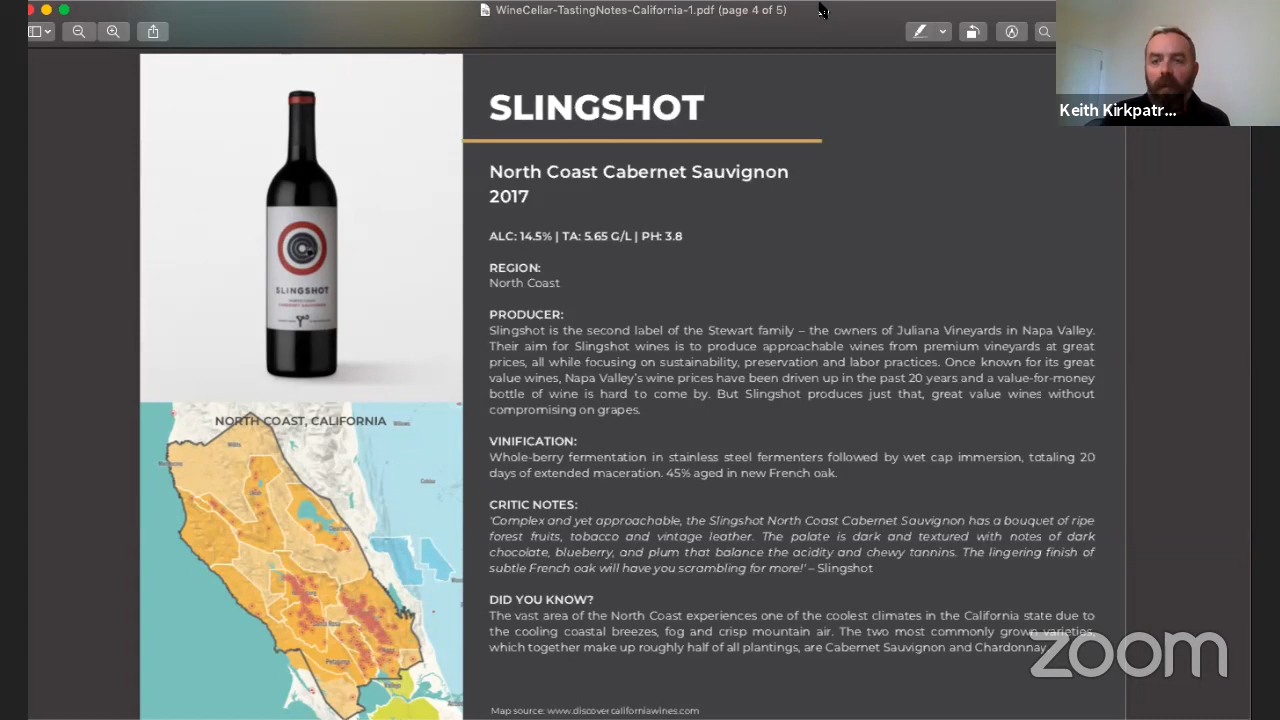 WineCellar-TastingNotes-California-1.pdf (page 4 of 5)
Keith Kirkpatr...
SLINGSHOT
North Coast Cabernet Sauvignon
2017
ALC: 14.5% | TA: 5.65 G/L | PH: 3.8
REGION:
North Coast
PRODUCER:
Slingshot is the second label of the Stewart family – the owners of Juliana Vineyards in Napa Valley.
Their aim for Slingshot wines is to produce approachable wines from premium vineyards at great
prices, all while focusing on sustainability, preservation and labor practices. Once known for its great
value wines, Napa Valley's wine prices have been driven up in the past 20 years and a value-for-money
bottle of wine is hard to come by. But Slingshot produces just that, great value wines without
compromising on grapes.
VINIFICATION:
Whole-berry fermentation in stainless steel fermenters followed by wet cap immersion, totaling 20
days of extended maceration. 45% aged in new French oak.
CRITIC NOTES:
'Complex and yet approachable, the Slingshot North Coast Cabernet Sauvignon has a bouquet of ripe
forest fruits, tobacco and vintage leather. The palate is dark and textured with notes of dark
chocolate, blueberry, and plum that balance the acidity and chewy tannins. The lingering finish of
subtle French oak will have you scrambling for more!' – Slingshot
DID YOU KNOW?
The vast area of the North Coast experiences one of the coolest climates in the California state due to
the cooling coastal breezes, fog and crisp mountain air. The two most commonly grown varieties,
which together make up roughly half of all plantings, are Cabernet Sauvignon and Chardonnay
Map source: www.discovercaliforniawines.com
SLINGSHOT
NORTH COAST
CABERNET SAUVIGNON
NORTH COAST, CALIFORNIA
Willows
Willits
Ukiah
Santa Rosa
Petaluma
Napa
Vallejo
zoom